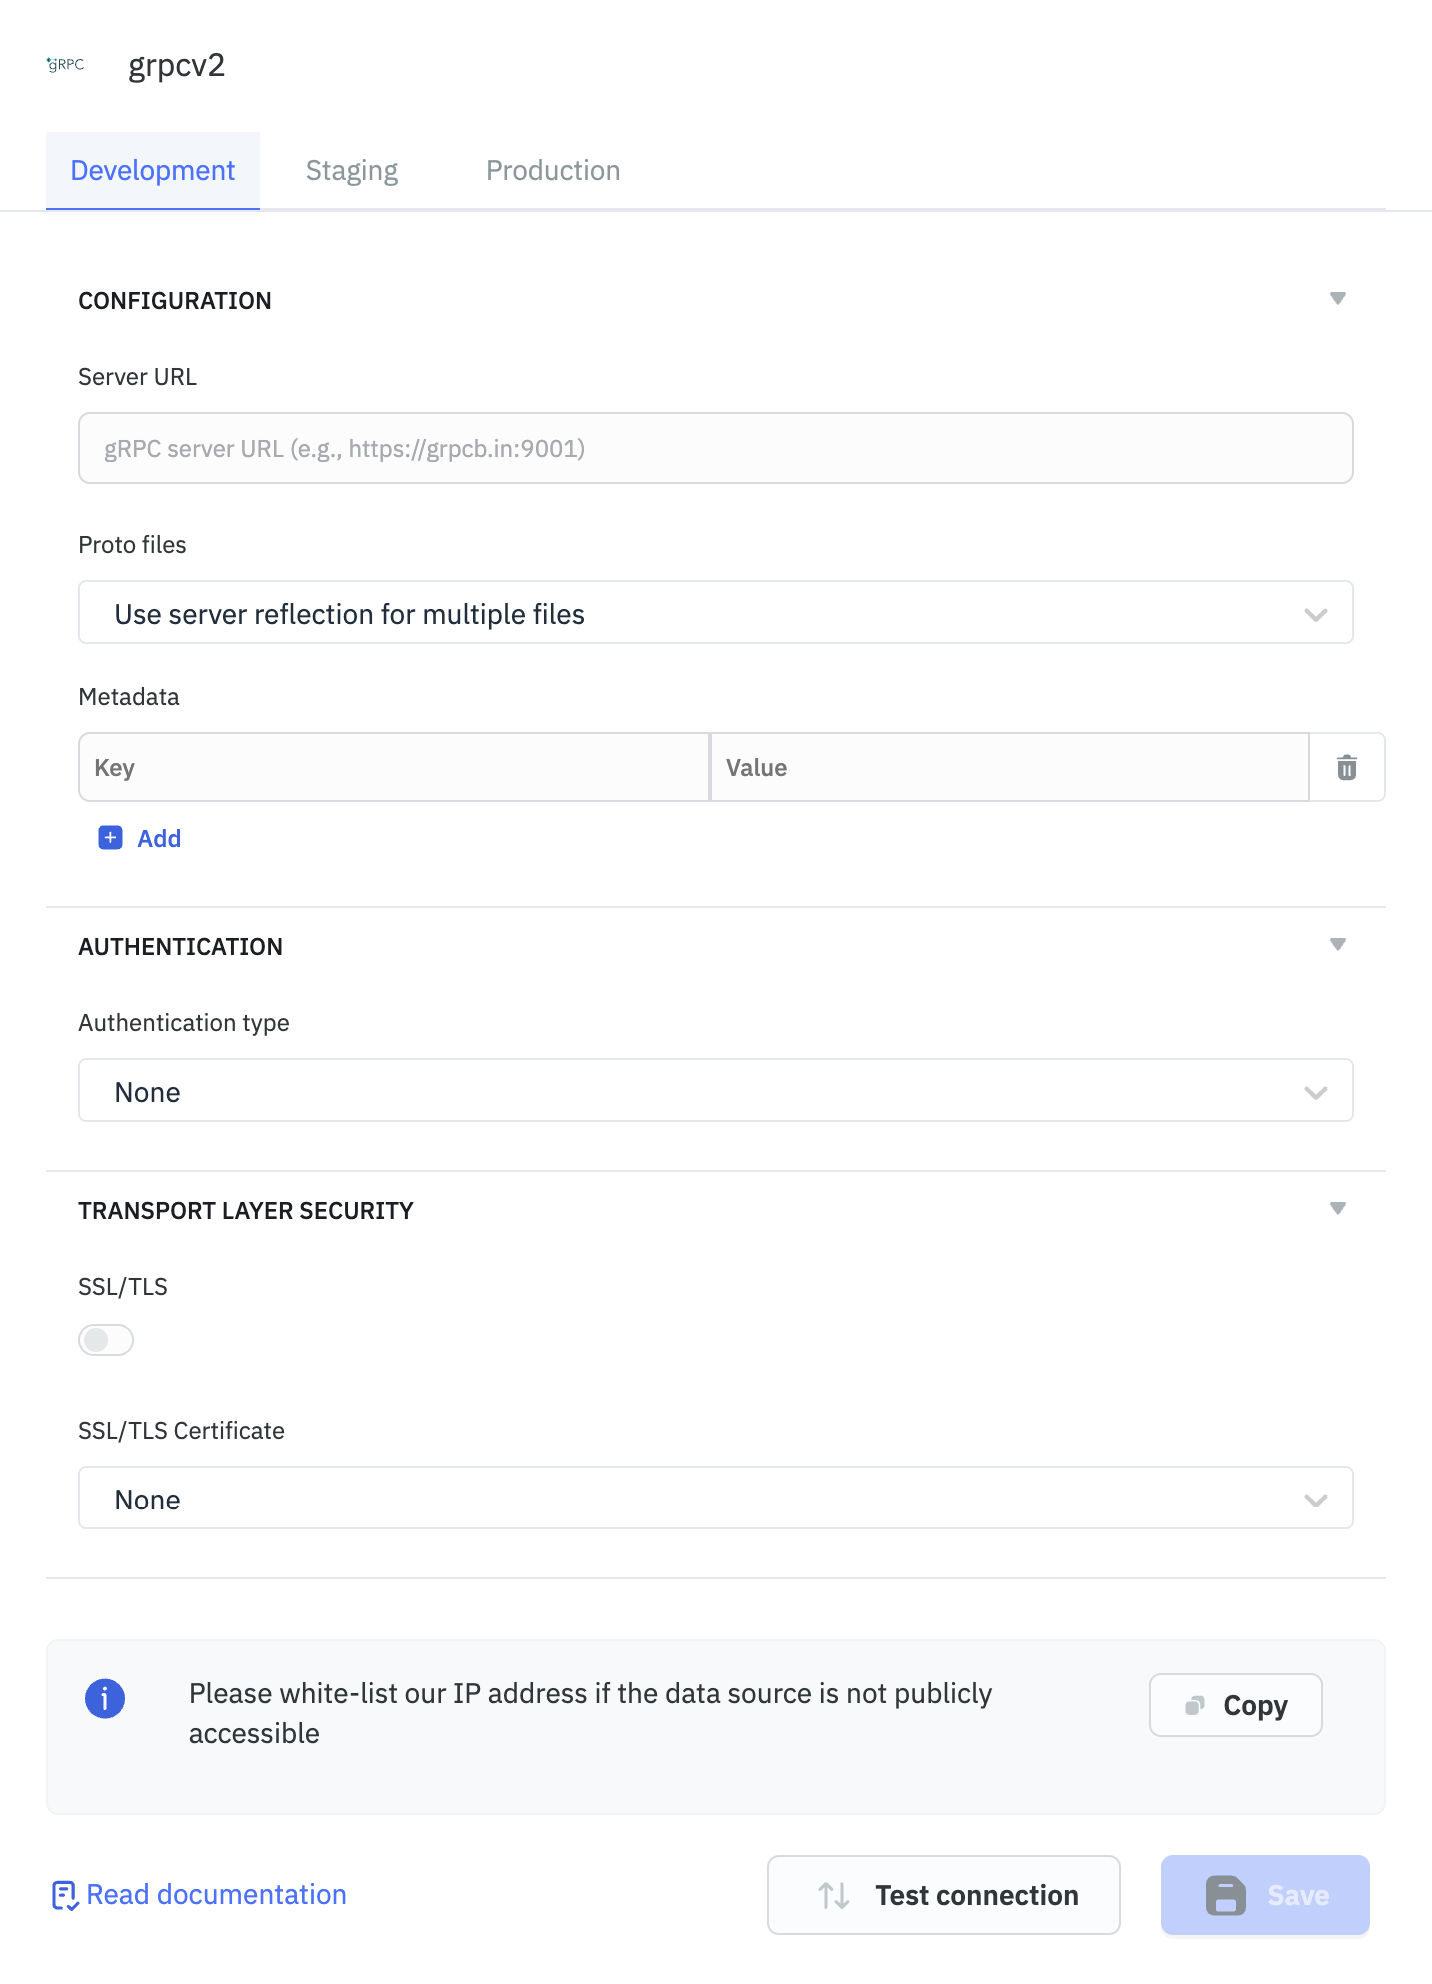 gRPC
grpcv2
Development
Staging
Production
CONFIGURATION
Server URL
gRPC server URL (e.g., https://grpcb.in:9001)
Proto files
Use server reflection for multiple files
Metadata
Key
Value
Add
AUTHENTICATION
Authentication type
None
TRANSPORT LAYER SECURITY
SSL/TLS
SSL/TLS Certificate
None
Please white-list our IP address if the data source is not publicly
accessible
Copy
Read documentation
Test connection
Save